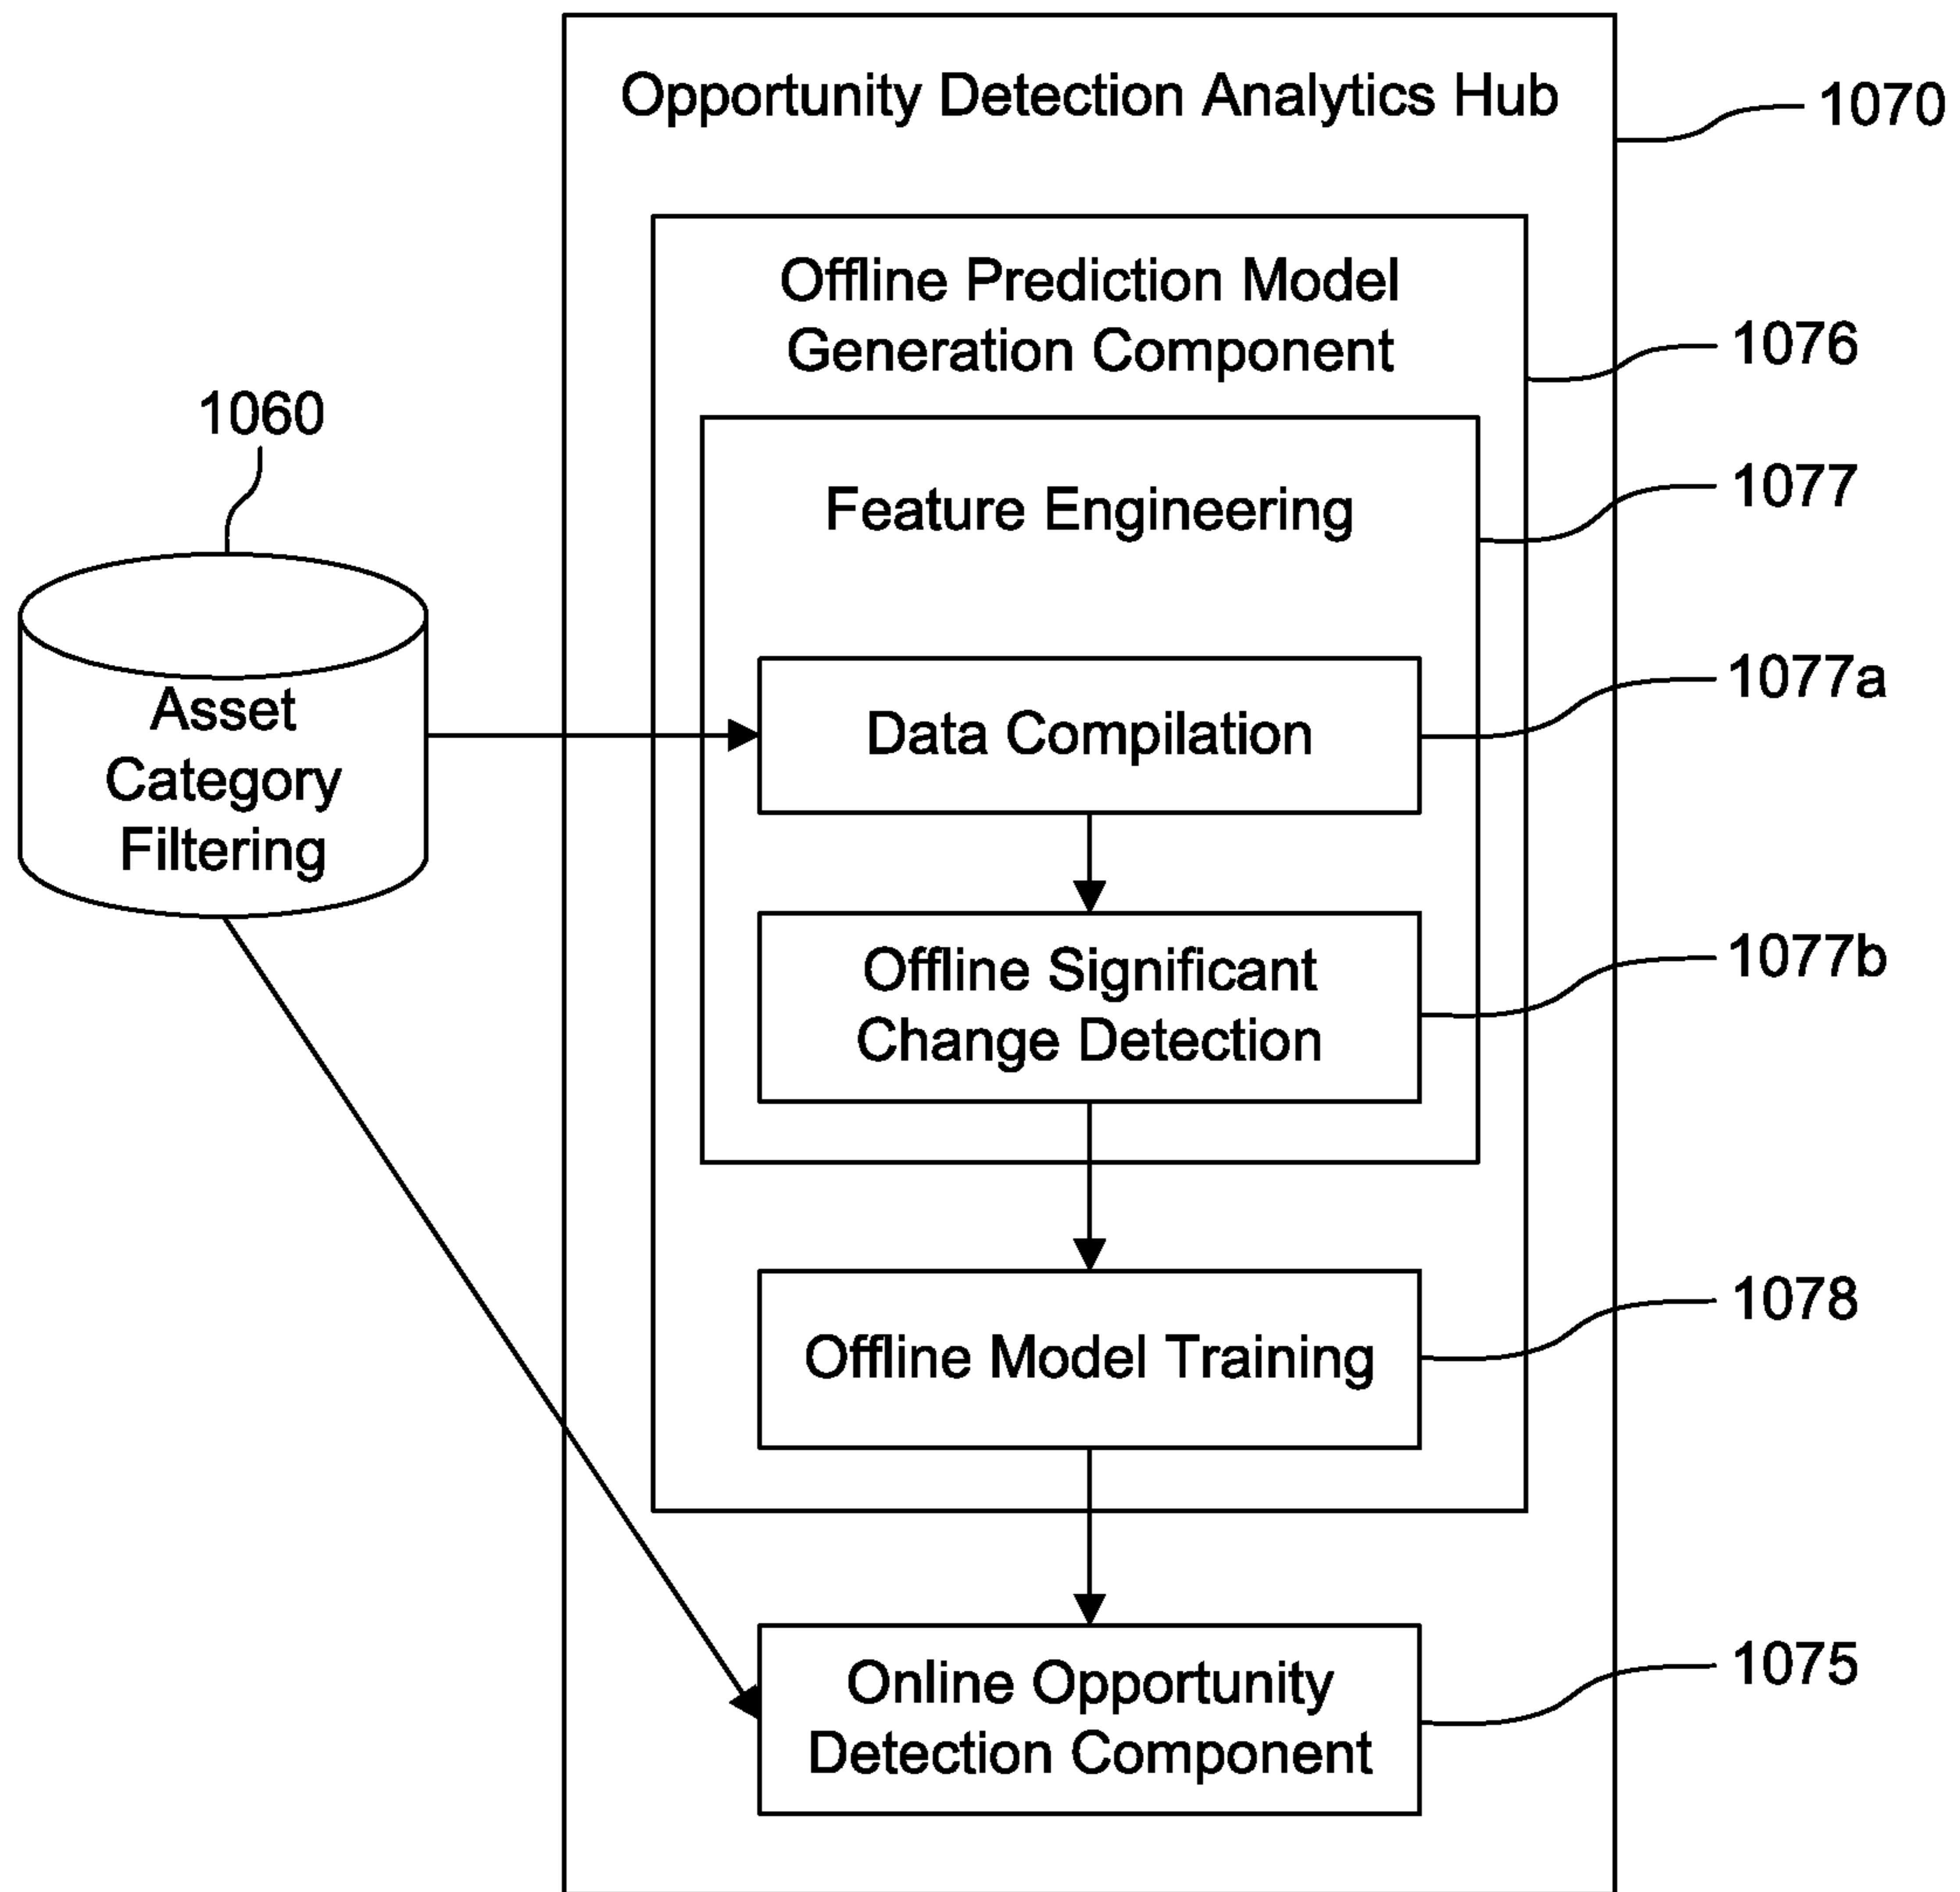 Opportunity Detection Analytics Hub
1070
Offline Prediction Model
Generation Component
1076
1060
Feature Engineering
1077
Asset
Category
Filtering
Data Compilation
1077a
Offline Significant
Change Detection
1077b
Offline Model Training
1078
Online Opportunity
Detection Component
1075